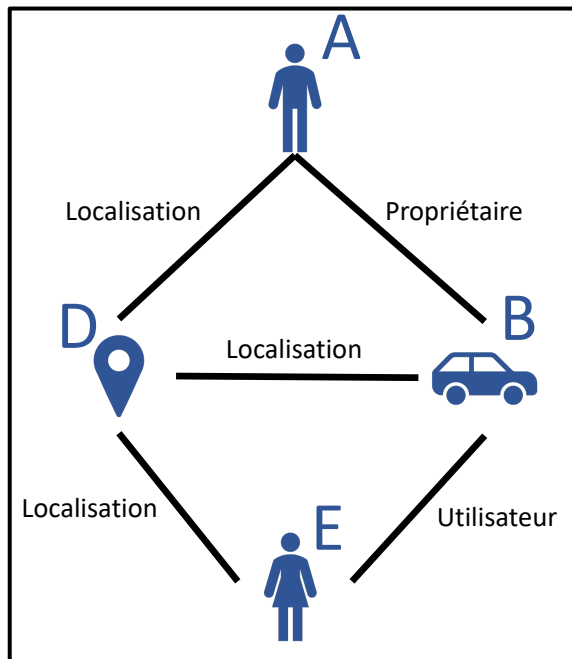 A
Localisation
Propriétaire
D
B
Localisation
Localisation
Utilisateur
E